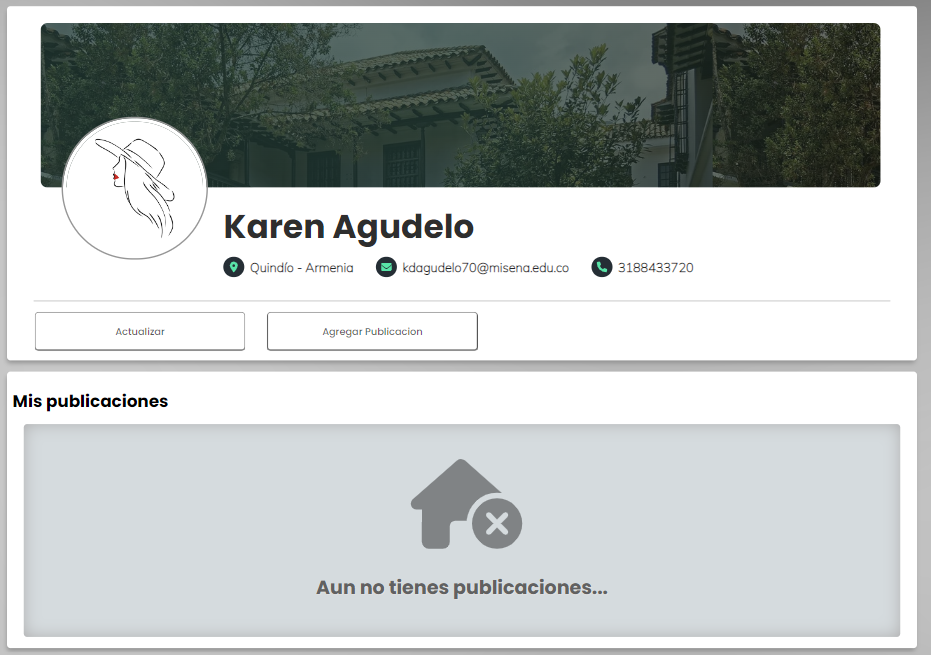 Karen Agudelo
Quindío - Armenia kdagudelo70@misena.edu.co 3188433720
Actualizar Agregar Publicacion
Mis publicaciones
Aun no tienes publicaciones...